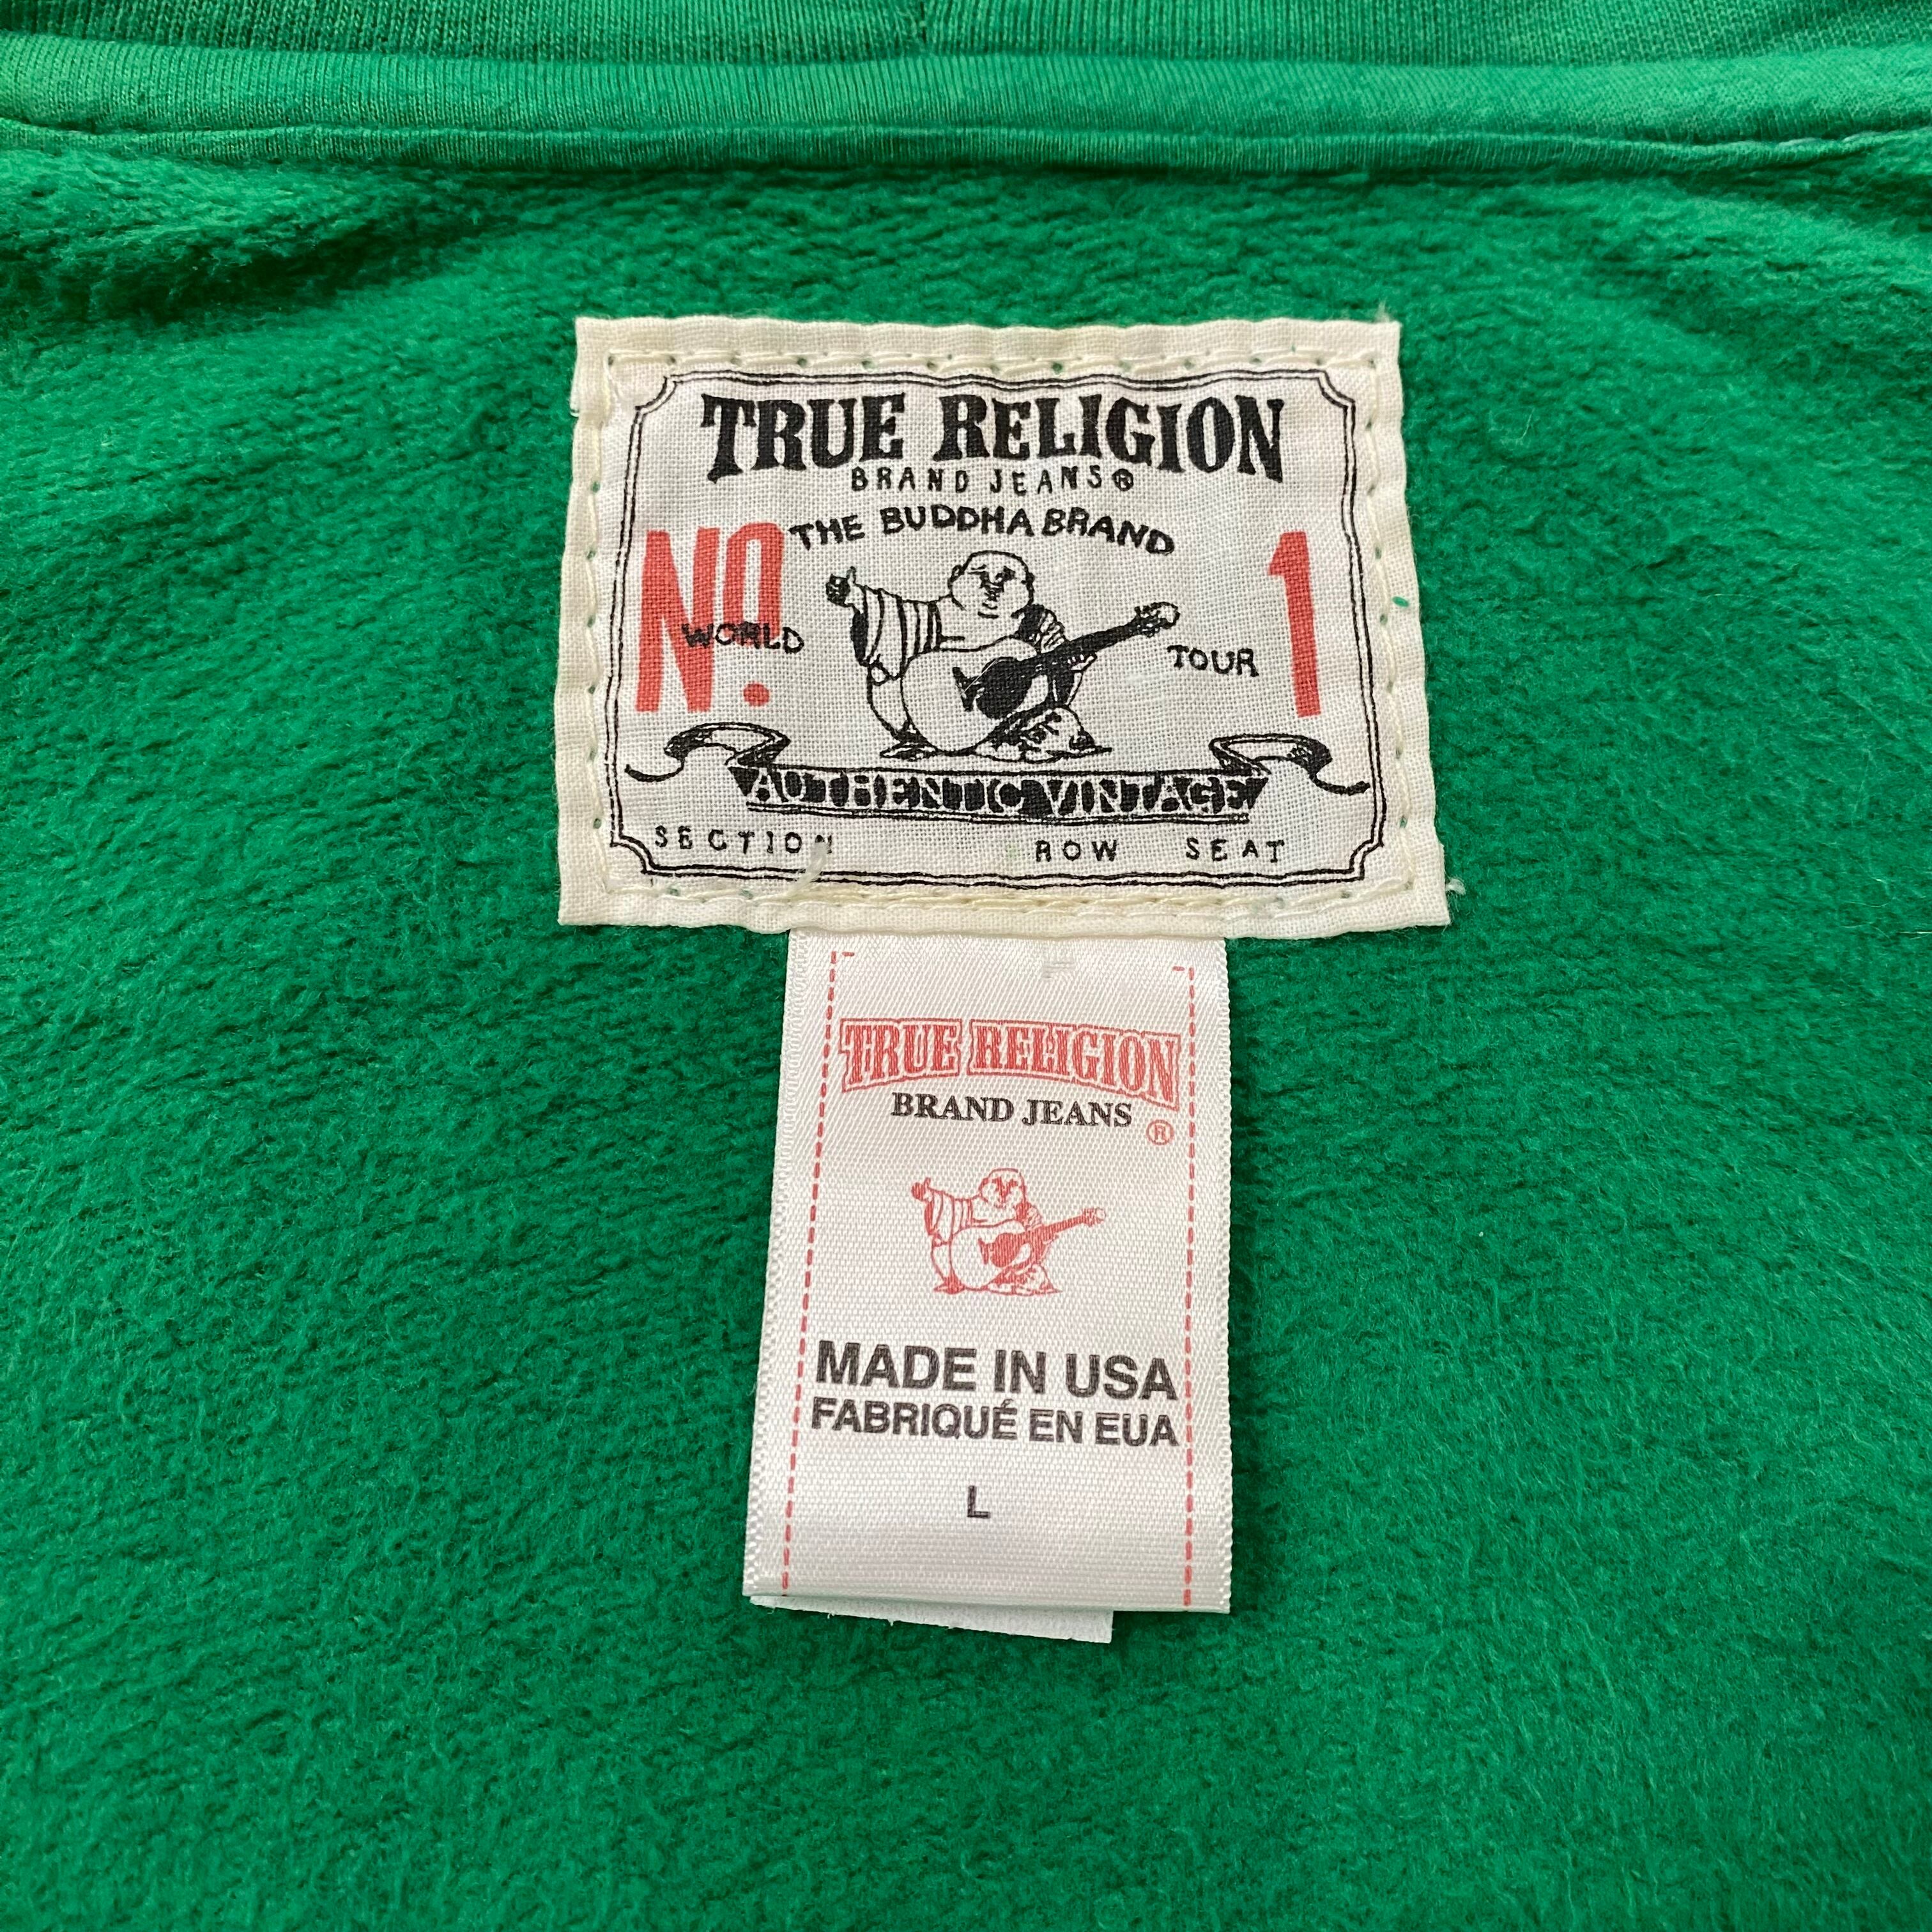 TRUE RELIGION
BRAND JEANS®
THE BUDDHA BRAND
Nº. 1
WORLD TOUR
AUTHENTIC VINTAGE
SECTION ROW SEAT
TRUE RELIGION
BRAND JEANS ®
MADE IN USA
FABRIQUÉ EN EUA
L